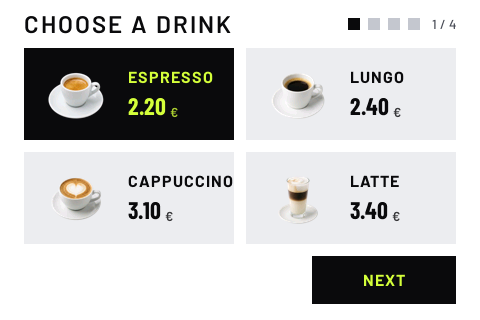 CHOOSE A DRINK
1 / 4
ESPRESSO
2.20 €
LUNGO
2.40 €
CAPPUCCINO
3.10 €
LATTE
3.40 €
NEXT